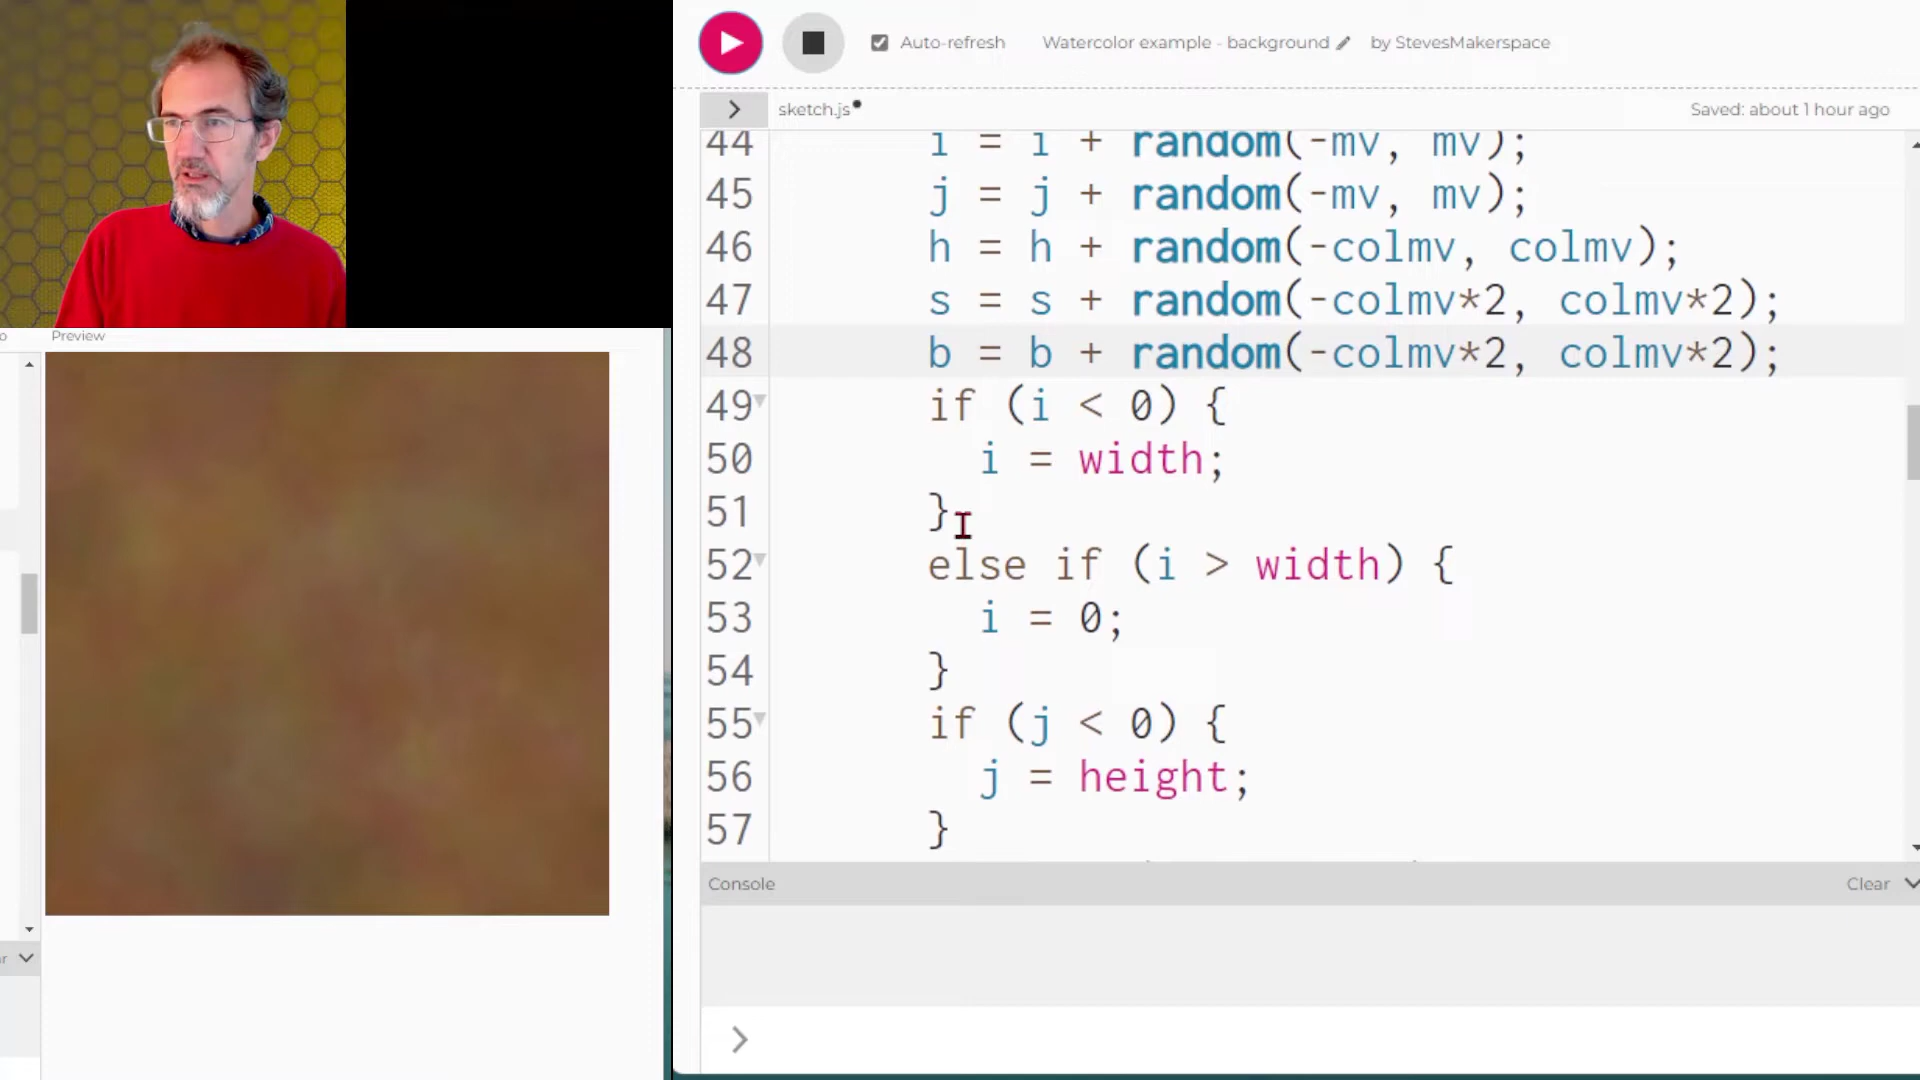 Auto-refresh
Watercolor example - background
by StevesMakerspace
sketch.js
Saved: about 1 hour ago
Preview
44 i = i + random(-mv, mv);
45 j = j + random(-mv, mv);
46 h = h + random(-colmv, colmv);
47 s = s + random(-colmv*2, colmv*2);
48 b = b + random(-colmv*2, colmv*2);
49 if (i < 0) {
50 i = width;
51 }
52 else if (i > width) {
53 i = 0;
54 }
55 if (j < 0) {
56 j = height;
57 }
Console
Clear
>